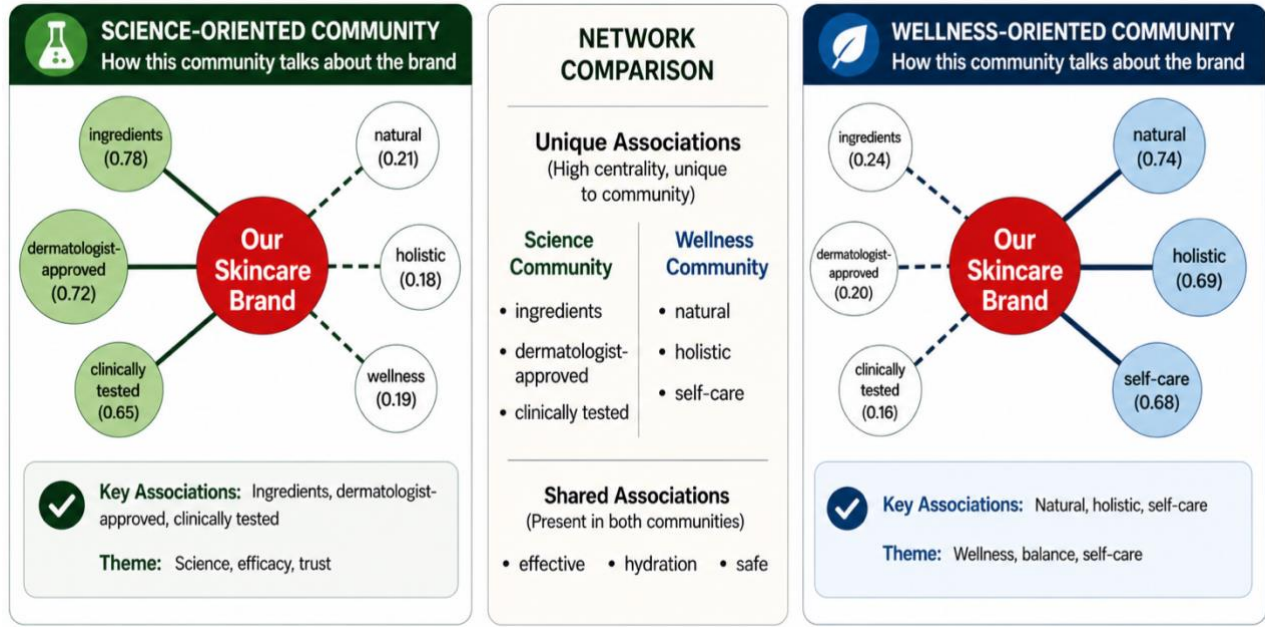 SCIENCE-ORIENTED COMMUNITY
How this community talks about the brand
ingredients
(0.78)
dermatologist-
approved
(0.72)
clinically
tested
(0.65)
Our
Skincare
Brand
natural
(0.21)
holistic
(0.18)
wellness
(0.19)
Key Associations: Ingredients, dermatologist-
approved, clinically tested
Theme: Science, efficacy, trust
NETWORK
COMPARISON
Unique Associations
(High centrality, unique
to community)
Science
Community
• ingredients
• dermatologist-
approved
• clinically tested
Wellness
Community
• natural
• holistic
• self-care
Shared Associations
(Present in both communities)
• effective • hydration • safe
WELLNESS-ORIENTED COMMUNITY
How this community talks about the brand
ingredients
(0.24)
dermatologist-
approved
(0.20)
clinically
tested
(0.16)
Our
Skincare
Brand
natural
(0.74)
holistic
(0.69)
self-care
(0.68)
Key Associations: Natural, holistic, self-care
Theme: Wellness, balance, self-care